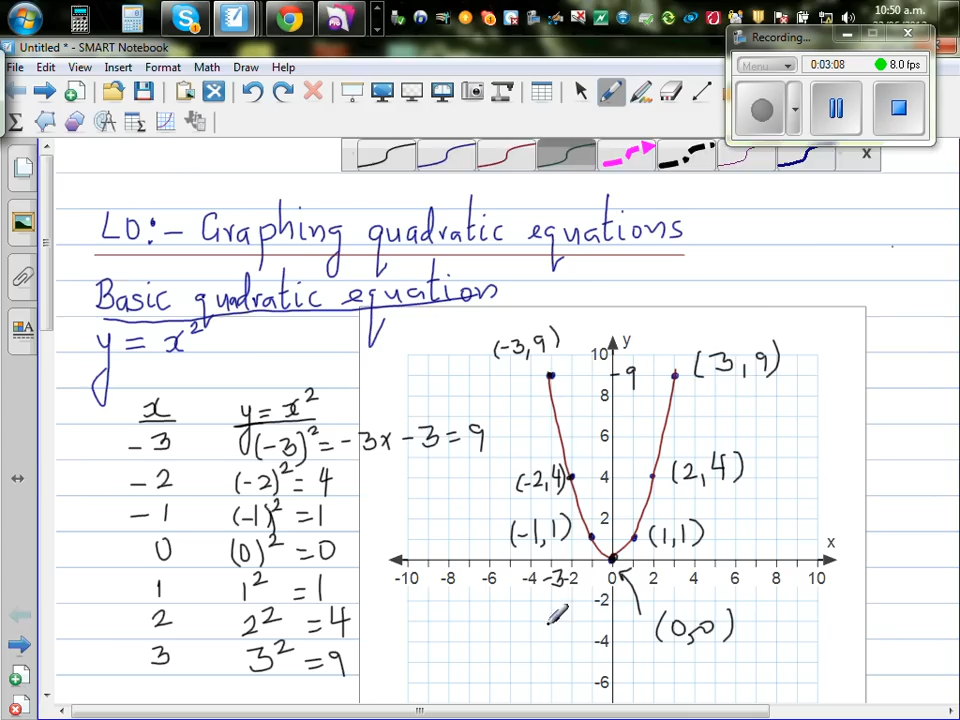 10:50 a.m.
Untitled * - SMART Notebook
Recording...
File Edit View Insert Format Math Draw Help
Menu
0:03:08
8.0 fps
LO:- Graphing quadratic equations
Basic quadratic equation
y = x²
x y = x²
-3 (-3)² = -3x -3 = 9
-2 (-2)² = 4
-1 (-1)² = 1
0 (0)² = 0
1 1² = 1
2 2² = 4
3 3² = 9
y
(-3,9) 10 9 (3,9)
8
6
(-2,4) 4 (2,4)
2
(-1,1) (1,1)
x
-10 -8 -6 -4 -3 -2 0 2 4 6 8 10
-2
(0,0)
-4
-6